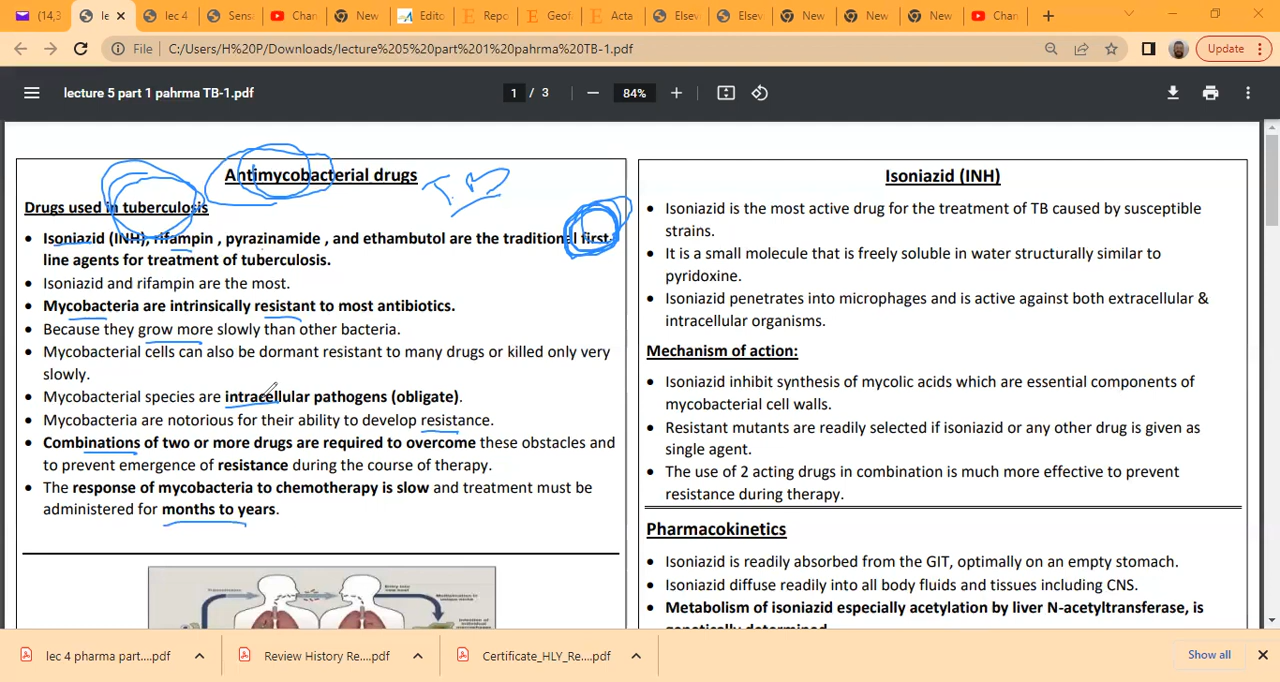 (14,3
le
lec 4
Sens
Chan
New
Edito
Repo
Geof
Acta
Elsev
Elsev
New
New
New
Chan
File
C:/Users/H%20P/Downloads/lecture%205%20part%201%20pahrma%20TB-1.pdf
Update
lecture 5 part 1 pahrma TB-1.pdf
1 / 3
84%
Antimycobacterial drugs
T.B
Drugs used in tuberculosis
• Isoniazid (INH), rifampin , pyrazinamide , and ethambutol are the traditional first-
line agents for treatment of tuberculosis.
• Isoniazid and rifampin are the most.
• Mycobacteria are intrinsically resistant to most antibiotics.
• Because they grow more slowly than other bacteria.
• Mycobacterial cells can also be dormant resistant to many drugs or killed only very
slowly.
• Mycobacterial species are intracellular pathogens (obligate).
• Mycobacteria are notorious for their ability to develop resistance.
• Combinations of two or more drugs are required to overcome these obstacles and
to prevent emergence of resistance during the course of therapy.
• The response of mycobacteria to chemotherapy is slow and treatment must be
administered for months to years.
Isoniazid (INH)
• Isoniazid is the most active drug for the treatment of TB caused by susceptible
strains.
• It is a small molecule that is freely soluble in water structurally similar to
pyridoxine.
• Isoniazid penetrates into microphages and is active against both extracellular &
intracellular organisms.
Mechanism of action:
• Isoniazid inhibit synthesis of mycolic acids which are essential components of
mycobacterial cell walls.
• Resistant mutants are readily selected if isoniazid or any other drug is given as
single agent.
• The use of 2 acting drugs in combination is much more effective to prevent
resistance during therapy.
Pharmacokinetics
• Isoniazid is readily absorbed from the GIT, optimally on an empty stomach.
• Isoniazid diffuse readily into all body fluids and tissues including CNS.
• Metabolism of isoniazid especially acetylation by liver N-acetyltransferase, is
genetically determined
lec 4 pharma part....pdf
Review History Re....pdf
Certificate_HLY_Re....pdf
Show all